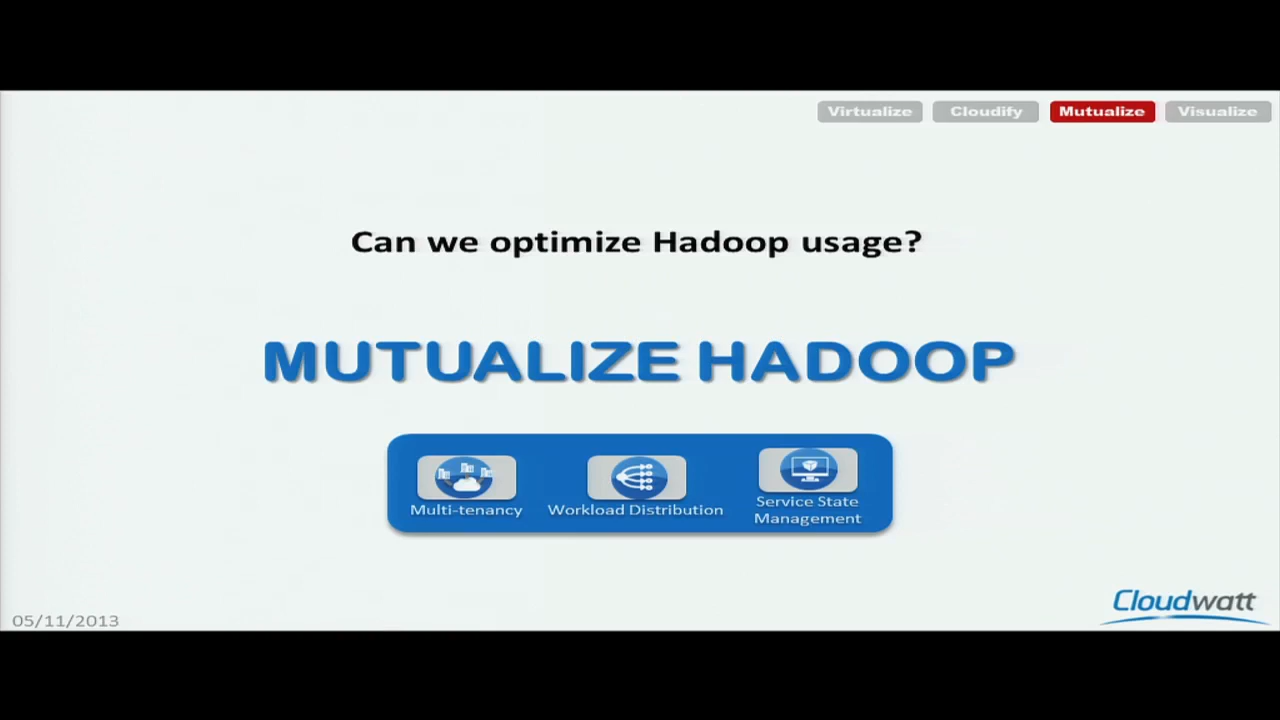 Virtualize Cloudify Mutualize Visualize
Can we optimize Hadoop usage?
MUTUALIZE HADOOP
Multi-tenancy
Workload Distribution
Service State
Management
05/11/2013
Cloudwatt